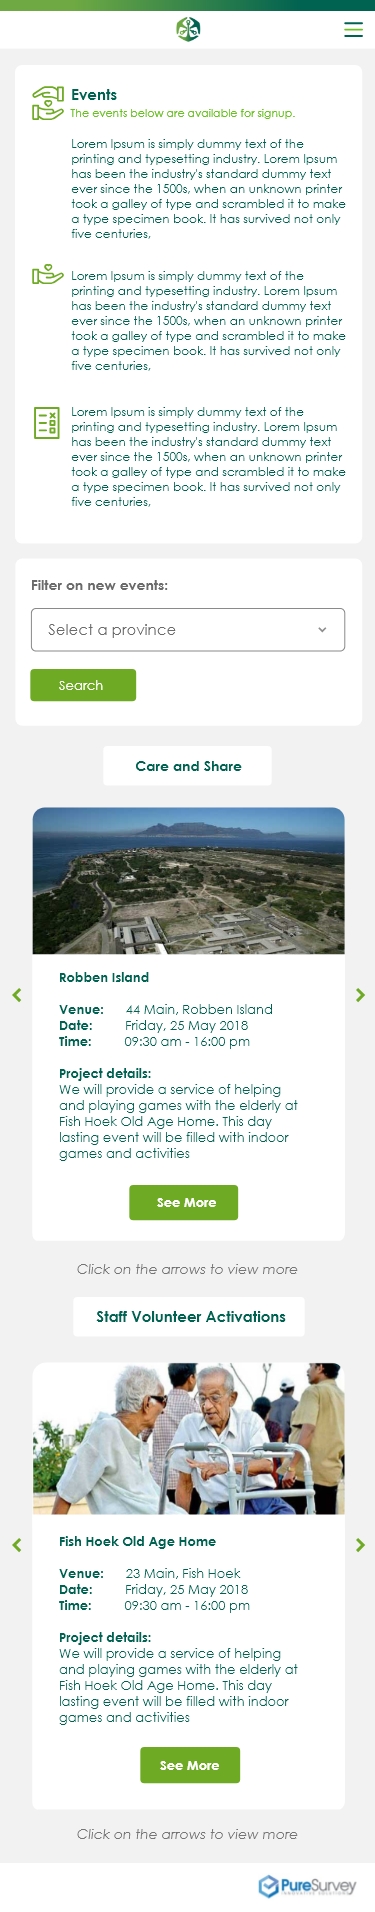 Events
The events below are available for signup.
Lorem Ipsum is simply dummy text of the
printing and typesetting industry. Lorem Ipsum
has been the industry's standard dummy text
ever since the 1500s, when an unknown printer
took a galley of type and scrambled it to make
a type specimen book. It has survived not only
five centuries,
Lorem Ipsum is simply dummy text of the
printing and typesetting industry. Lorem Ipsum
has been the industry's standard dummy text
ever since the 1500s, when an unknown printer
took a galley of type and scrambled it to make
a type specimen book. It has survived not only
five centuries,
Lorem Ipsum is simply dummy text of the
printing and typesetting industry. Lorem Ipsum
has been the industry's standard dummy text
ever since the 1500s, when an unknown printer
took a galley of type and scrambled it to make
a type specimen book. It has survived not only
five centuries,
Filter on new events:
Select a province
Search
Care and Share
Robben Island
Venue: 44 Main, Robben Island
Date: Friday, 25 May 2018
Time: 09:30 am - 16:00 pm
Project details:
We will provide a service of helping
and playing games with the elderly at
Fish Hoek Old Age Home. This day
lasting event will be filled with indoor
games and activities
See More
Click on the arrows to view more
Staff Volunteer Activations
Fish Hoek Old Age Home
Venue: 23 Main, Fish Hoek
Date: Friday, 25 May 2018
Time: 09:30 am - 16:00 pm
Project details:
We will provide a service of helping
and playing games with the elderly at
Fish Hoek Old Age Home. This day
lasting event will be filled with indoor
games and activities
See More
Click on the arrows to view more
PureSurvey